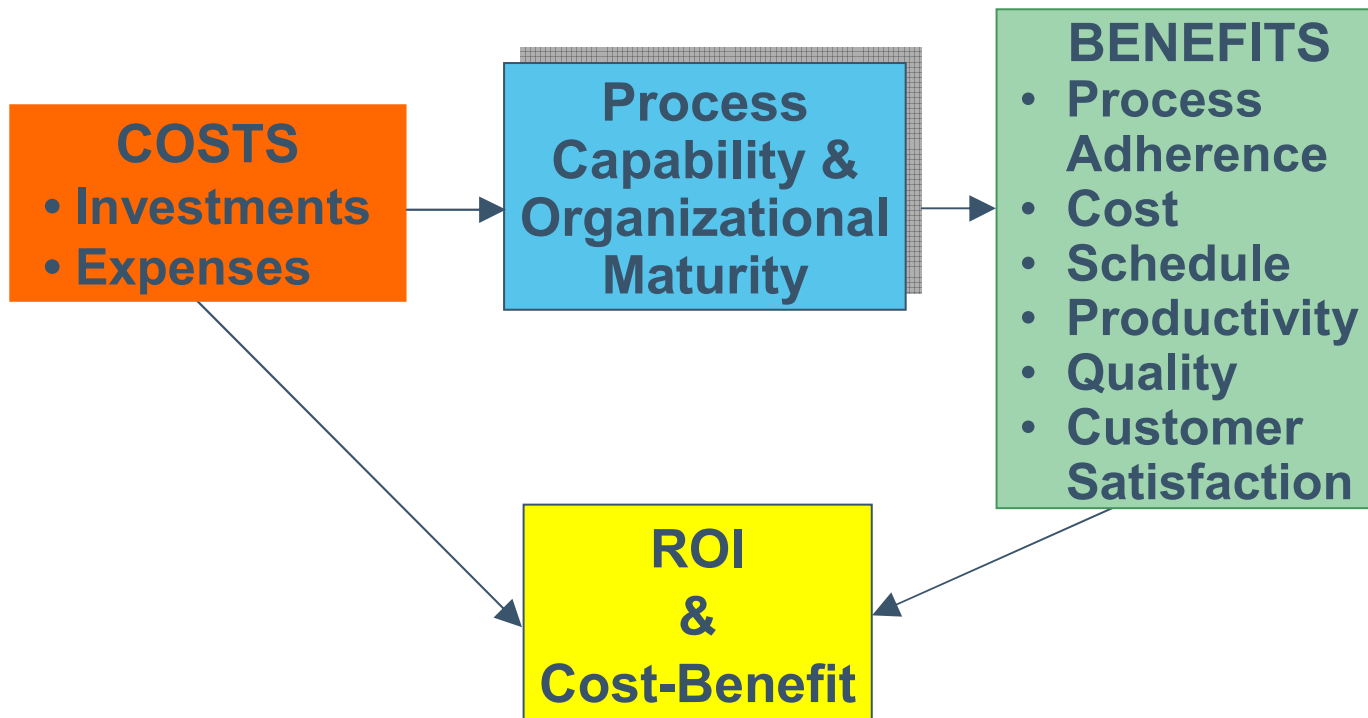 COSTS
• Investments
• Expenses
Process
Capability &
Organizational
Maturity
BENEFITS
• Process
Adherence
• Cost
• Schedule
• Productivity
• Quality
• Customer
Satisfaction
ROI
&
Cost-Benefit